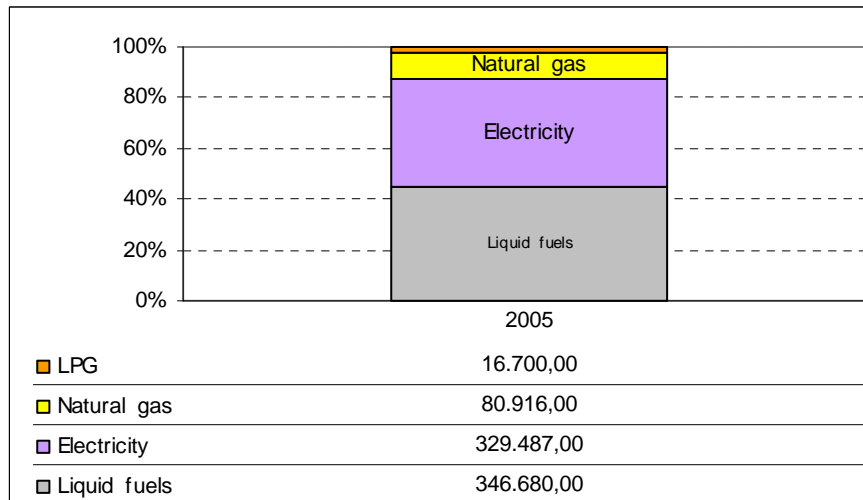 100%
Natural gas
80%
Electricity
60%
40%
Liquid fuels
20%
0%
2005
LPG 16.700,00
Natural gas 80.916,00
Electricity 329.487,00
Liquid fuels 346.680,00